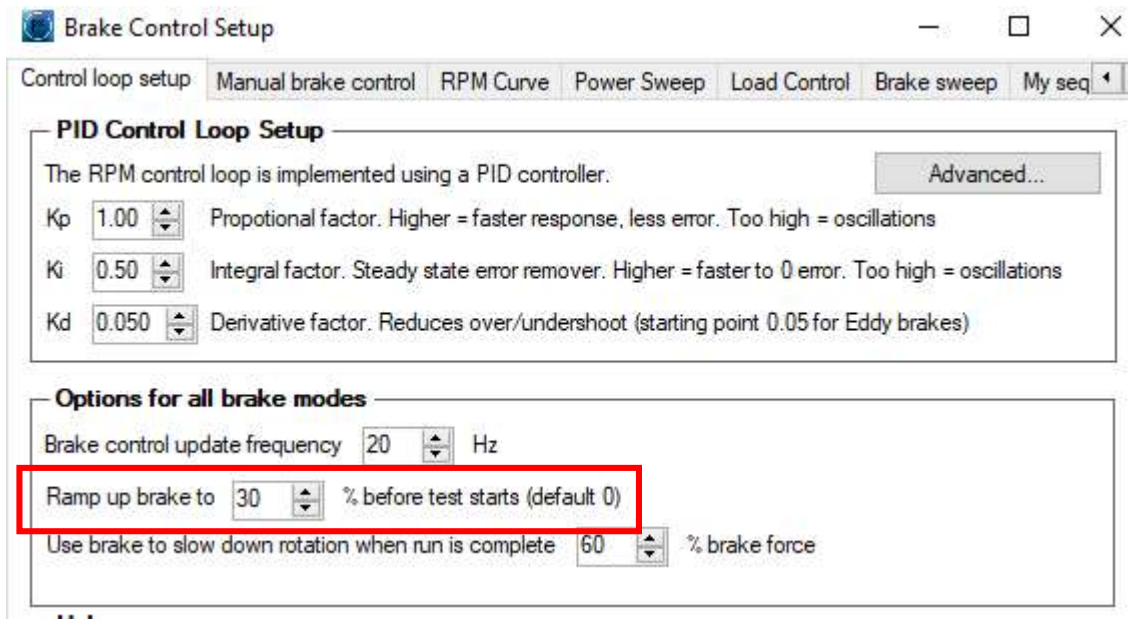 Brake Control Setup
Control loop setup Manual brake control RPM Curve Power Sweep Load Control Brake sweep My seq
PID Control Loop Setup
The RPM control loop is implemented using a PID controller. Advanced...
Kp 1.00 Propotional factor. Higher = faster response, less error. Too high = oscillations
Ki 0.50 Integral factor. Steady state error remover. Higher = faster to 0 error. Too high = oscillations
Kd 0.050 Derivative factor. Reduces over/undershoot (starting point 0.05 for Eddy brakes)
Options for all brake modes
Brake control update frequency 20 Hz
Ramp up brake to 30 % before test starts (default 0)
Use brake to slow down rotation when run is complete 60 % brake force